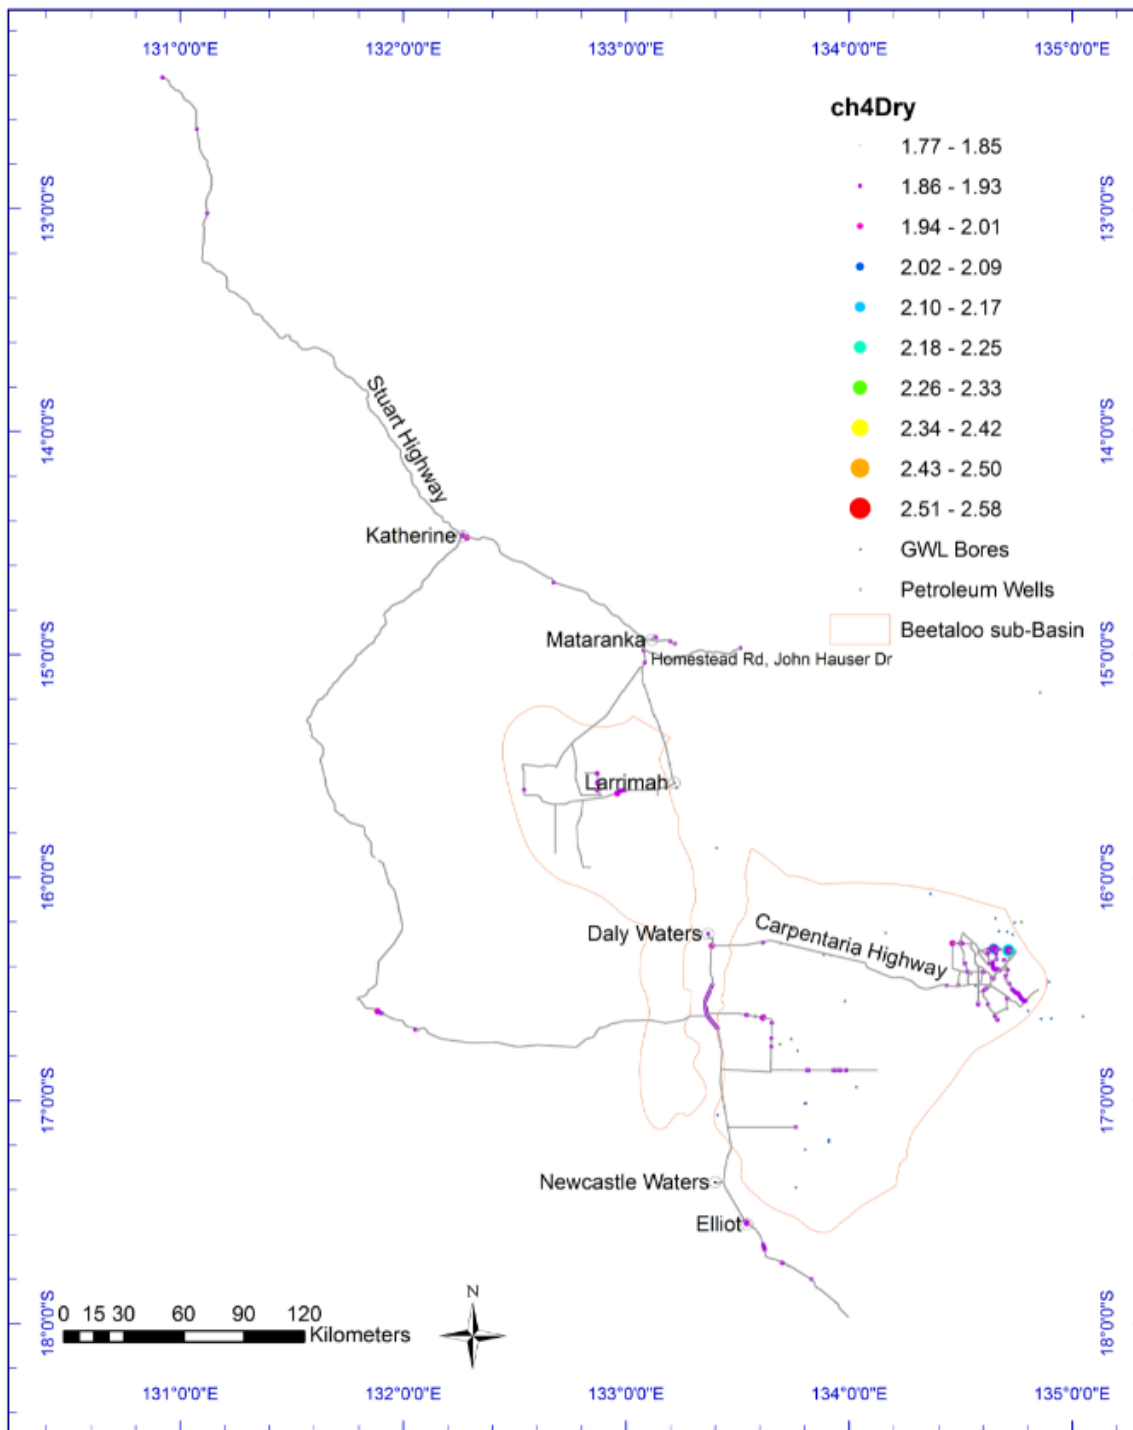 131°0'0"E 132°0'0"E 133°0'0"E 134°0'0"E 135°0'0"E
ch4Dry
1.77 - 1.85
1.86 - 1.93
1.94 - 2.01
2.02 - 2.09
2.10 - 2.17
2.18 - 2.25
2.26 - 2.33
2.34 - 2.42
2.43 - 2.50
2.51 - 2.58
GWL Bores
Petroleum Wells
Beetaloo sub-Basin
13°0'0"S 13°0'0"S
14°0'0"S 14°0'0"S
15°0'0"S 15°0'0"S
16°0'0"S 16°0'0"S
17°0'0"S 17°0'0"S
18°0'0"S 18°0'0"S
Stuart Highway
Katherine
Mataranka
Homestead Rd, John Hauser Dr
Larrimah
Daly Waters
Carpentaria Highway
Newcastle Waters
Elliot
0 15 30 60 90 120
Kilometers
N
131°0'0"E 132°0'0"E 133°0'0"E 134°0'0"E 135°0'0"E